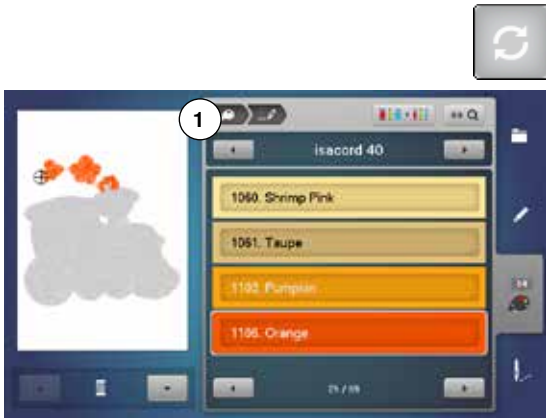 1
isacord 40
1060. Shrimp Pink
1061. Taupe
1102. Pumpkin
1106. Orange